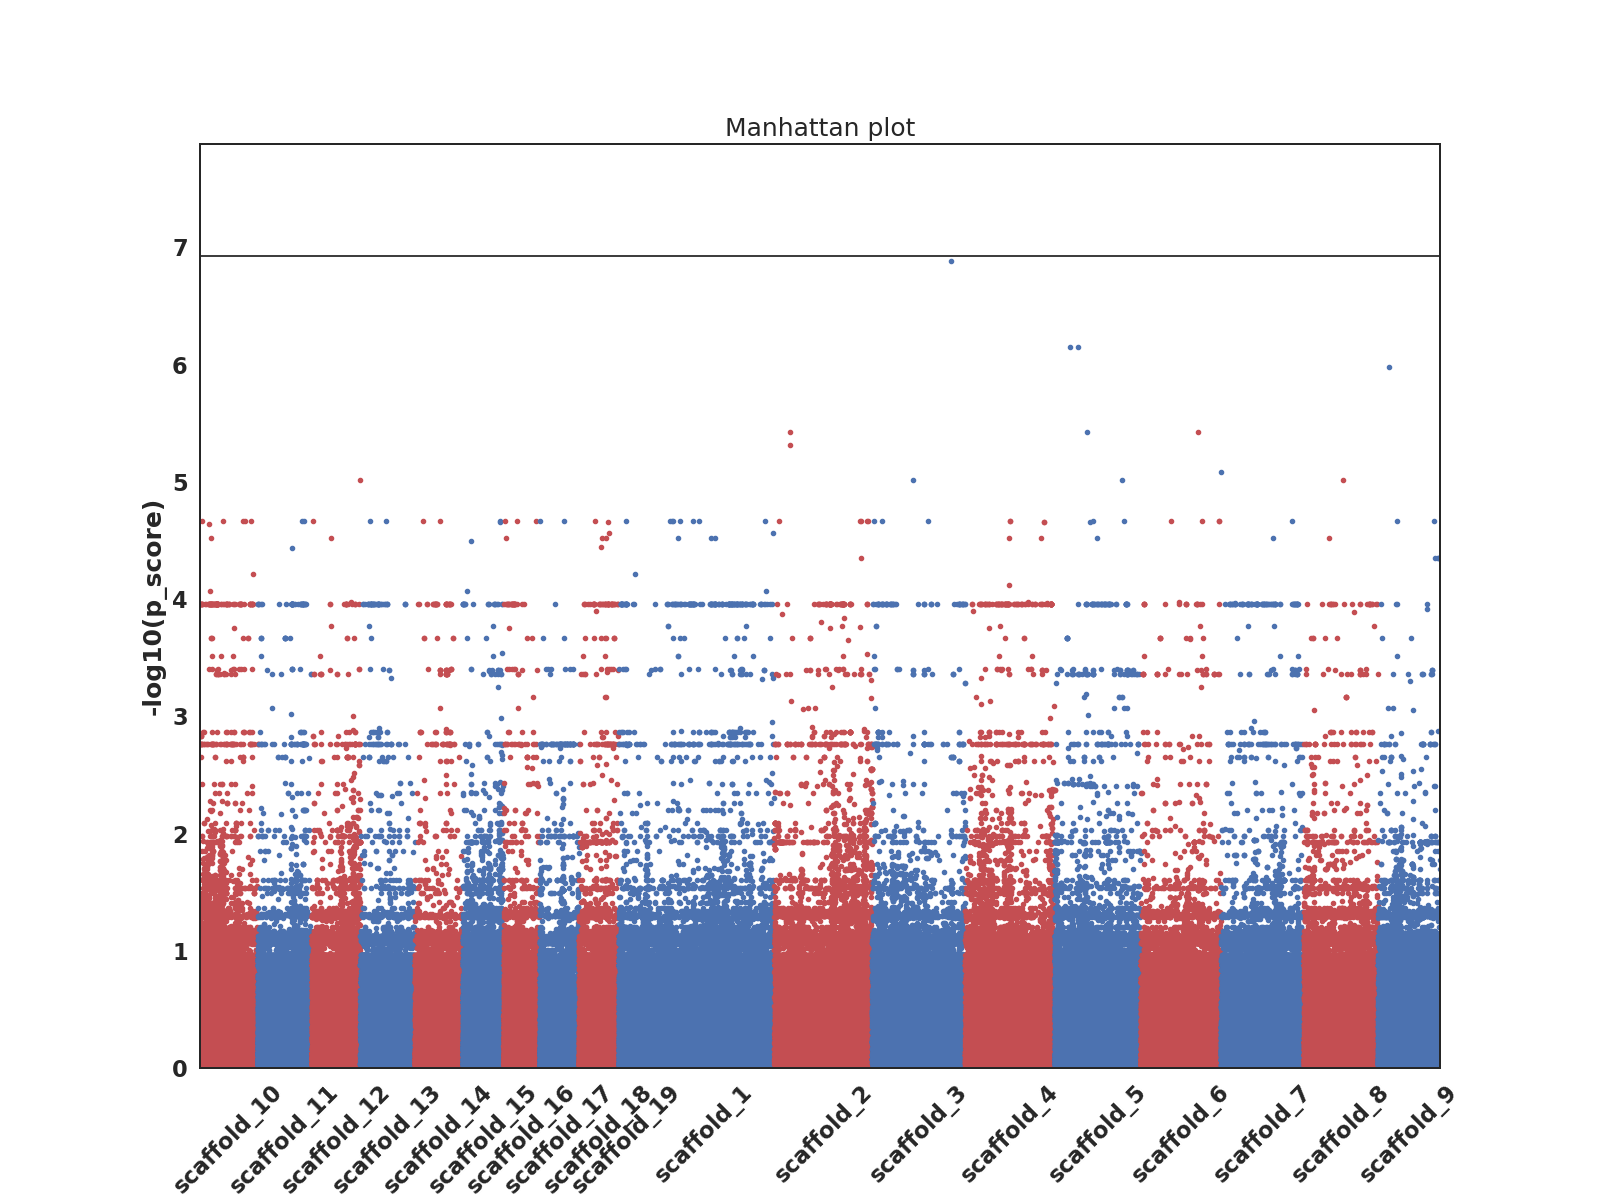 Manhattan plot
-log10(p_score)
7
6
5
4
3
2
1
0
scaffold_10
scaffold_11
scaffold_12
scaffold_13
scaffold_14
scaffold_15
scaffold_16
scaffold_17
scaffold_18
scaffold_19
scaffold_1
scaffold_2
scaffold_3
scaffold_4
scaffold_5
scaffold_6
scaffold_7
scaffold_8
scaffold_9